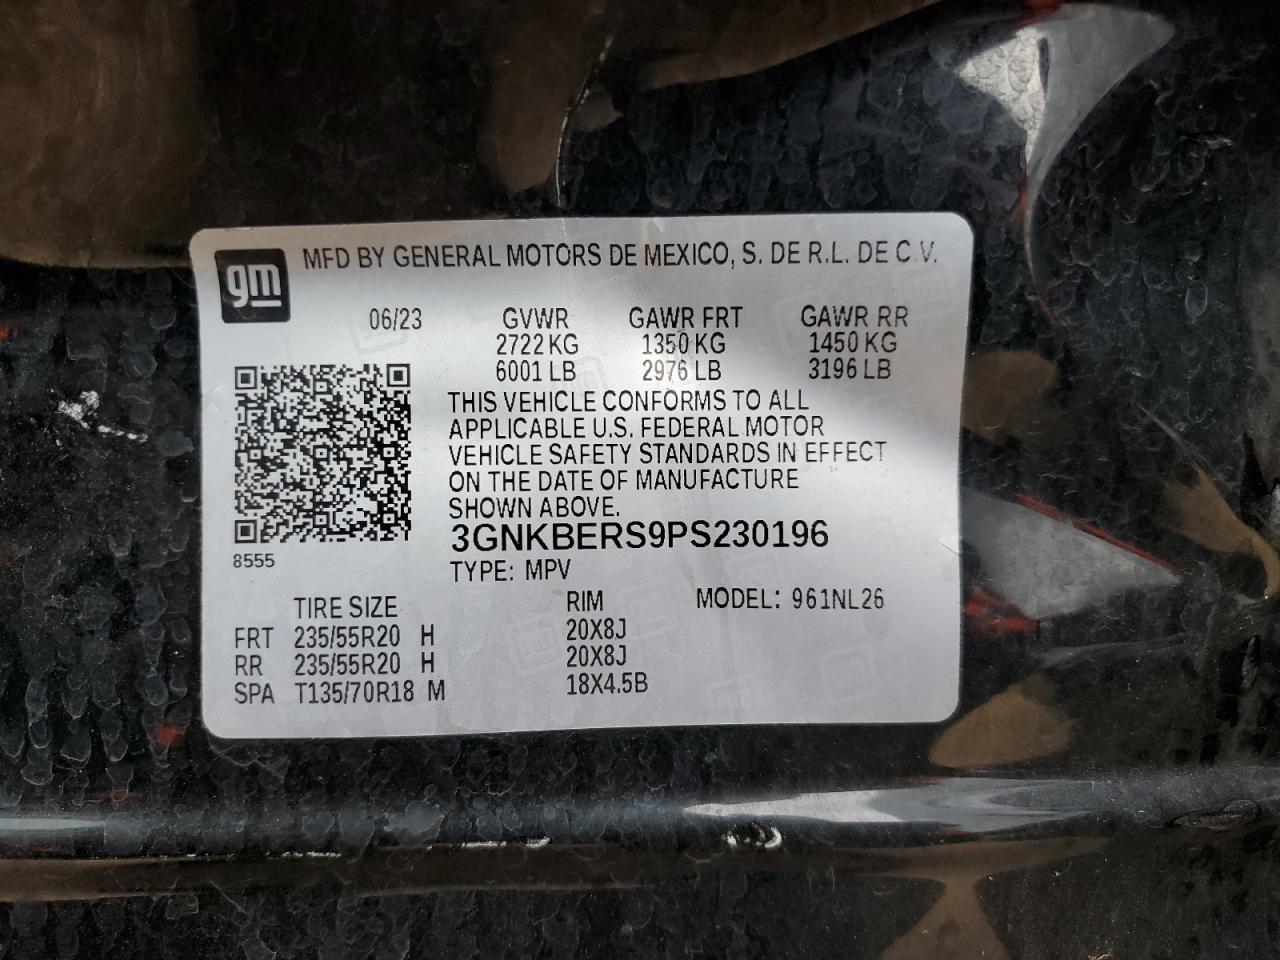 gm
MFD BY GENERAL MOTORS DE MEXICO, S. DE R.L. DE C.V.
06/23 GVWR GAWR FRT GAWR RR
2722 KG 1350 KG 1450 KG
6001 LB 2976 LB 3196 LB
THIS VEHICLE CONFORMS TO ALL
APPLICABLE U.S. FEDERAL MOTOR
VEHICLE SAFETY STANDARDS IN EFFECT
ON THE DATE OF MANUFACTURE
SHOWN ABOVE.
3GNKBERS9PS230196
8555
TYPE: MPV
TIRE SIZE RIM MODEL: 961NL26
FRT 235/55R20 H 20X8J
RR 235/55R20 H 20X8J
SPA T135/70R18 M 18X4.5B